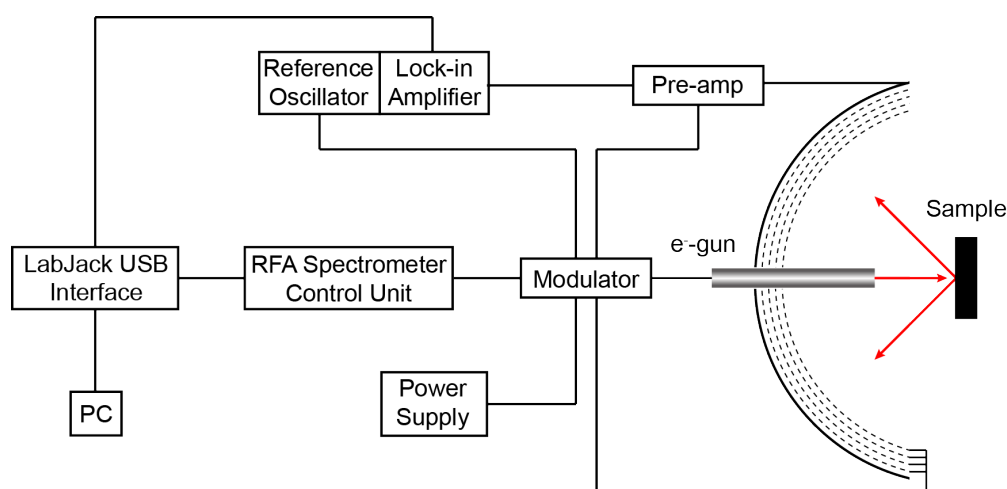 Reference
Oscillator
Lock-in
Amplifier
Pre-amp
Sample
e⁻-gun
LabJack USB
Interface
RFA Spectrometer
Control Unit
Modulator
Power
Supply
PC